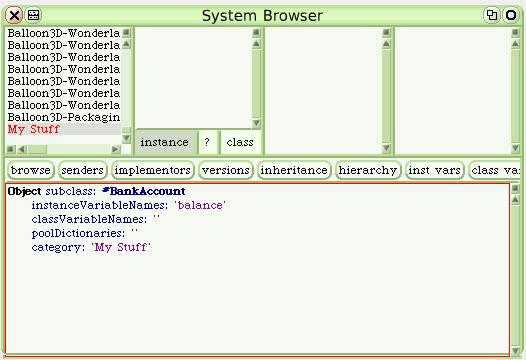 System Browser
Balloon3D-Wonderla
Balloon3D-Wonderla
Balloon3D-Wonderla
Balloon3D-Wonderla
Balloon3D-Wonderla
Balloon3D-Wonderla
Balloon3D-Wonderla
Balloon3D-Packagin
My Stuff
instance ? class
browse senders implementors versions inheritance hierarchy inst vars class va
Object subclass: #BankAccount
instanceVariableNames: 'balance'
classVariableNames: ''
poolDictionaries: ''
category: 'My Stuff'